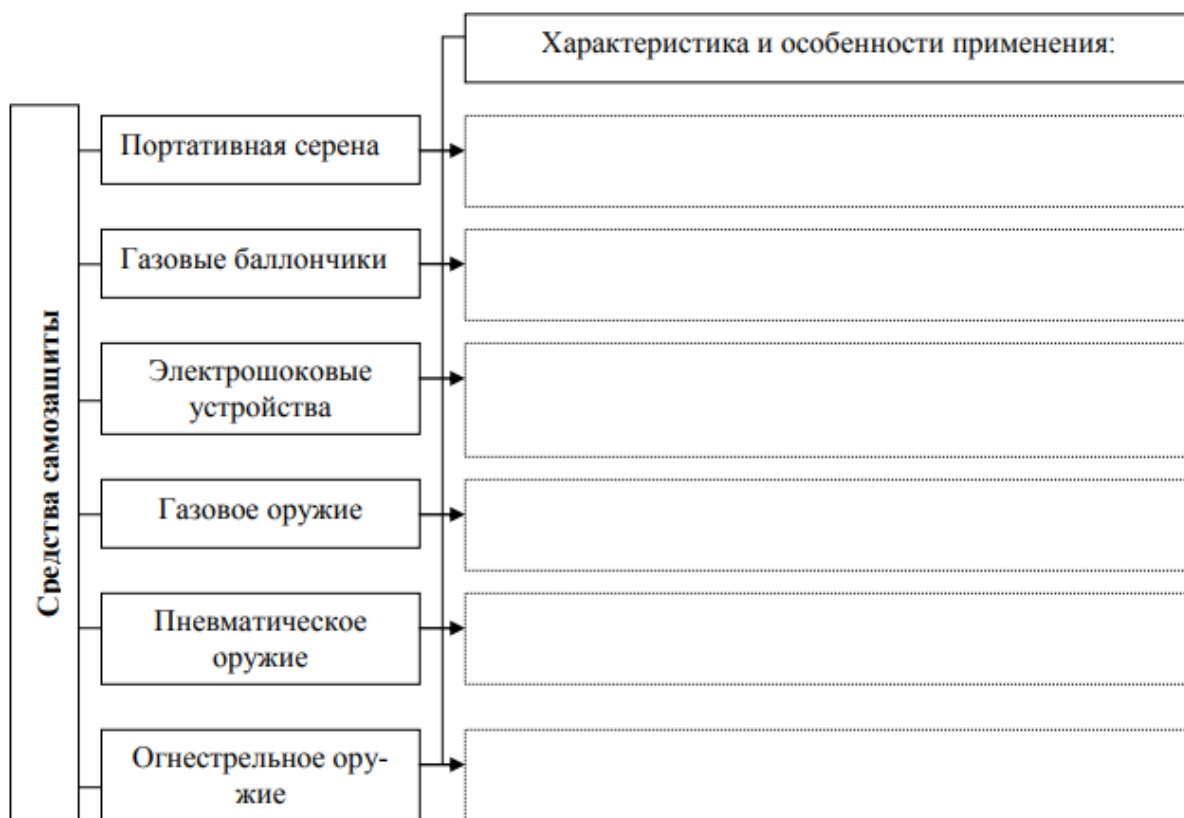 Характеристика и особенности применения:
Средства самозащиты
Портативная серена
Газовые баллончики
Электрошоковые
устройства
Газовое оружие
Пневматическое
оружие
Огнестрельное ору-
жие